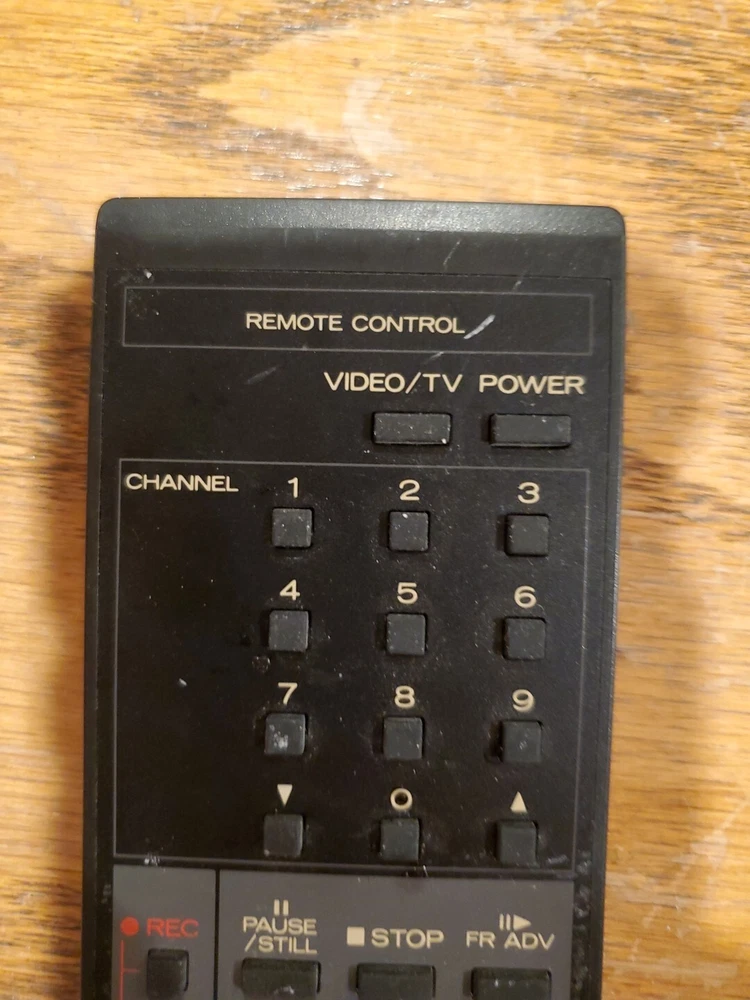 REMOTE CONTROL
VIDEO/TV POWER
CHANNEL 1 2 3
4 5 6
7 8 9
▼ 0 ▲
● REC
PAUSE
/STILL
■ STOP
FR ADV